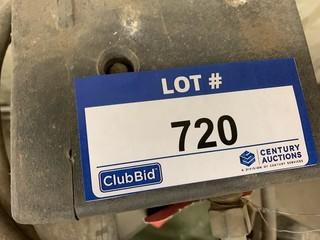 LOT #
720
ClubBid
CENTURY
AUCTIONS
A DIVISION OF CENTURY SERVICES